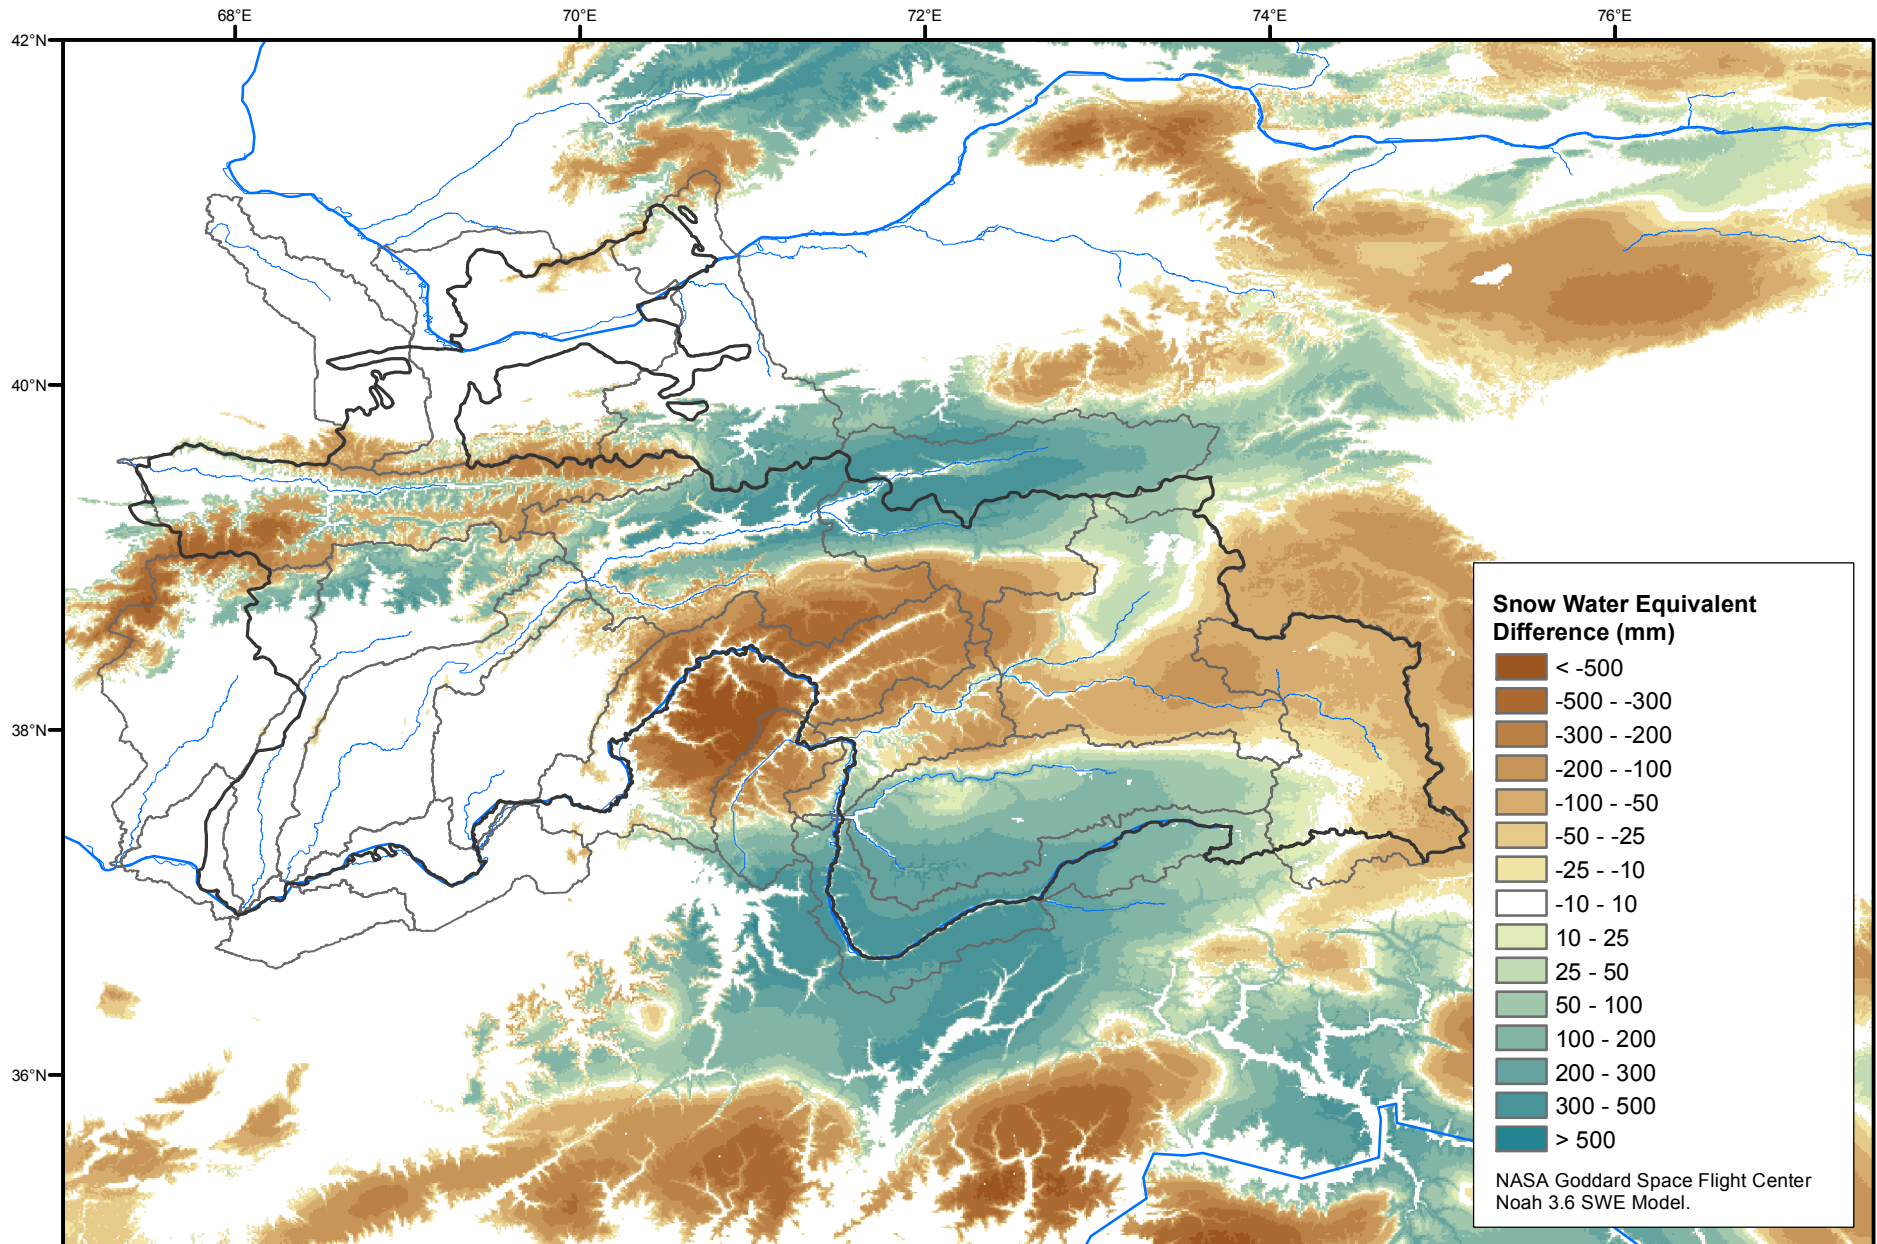 68°E 70°E 72°E 74°E 76°E
42°N
40°N
38°N
36°N
Snow Water Equivalent
Difference (mm)
< -500
-500 - -300
-300 - -200
-200 - -100
-100 - -50
-50 - -25
-25 - -10
-10 - 10
10 - 25
25 - 50
50 - 100
100 - 200
200 - 300
300 - 500
> 500
NASA Goddard Space Flight Center
Noah 3.6 SWE Model.